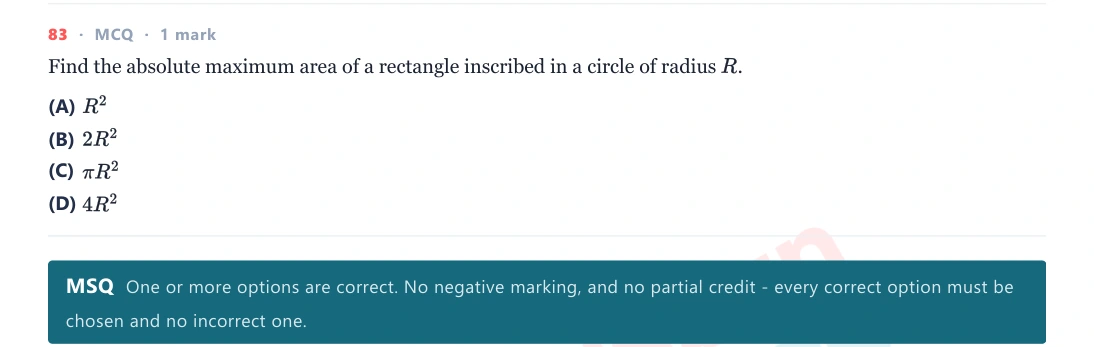 83 · MCQ · 1 mark
Find the absolute maximum area of a rectangle inscribed in a circle of radius R.
(A) R²
(B) 2R²
(C) πR²
(D) 4R²
MSQ One or more options are correct. No negative marking, and no partial credit - every correct option must be
chosen and no incorrect one.